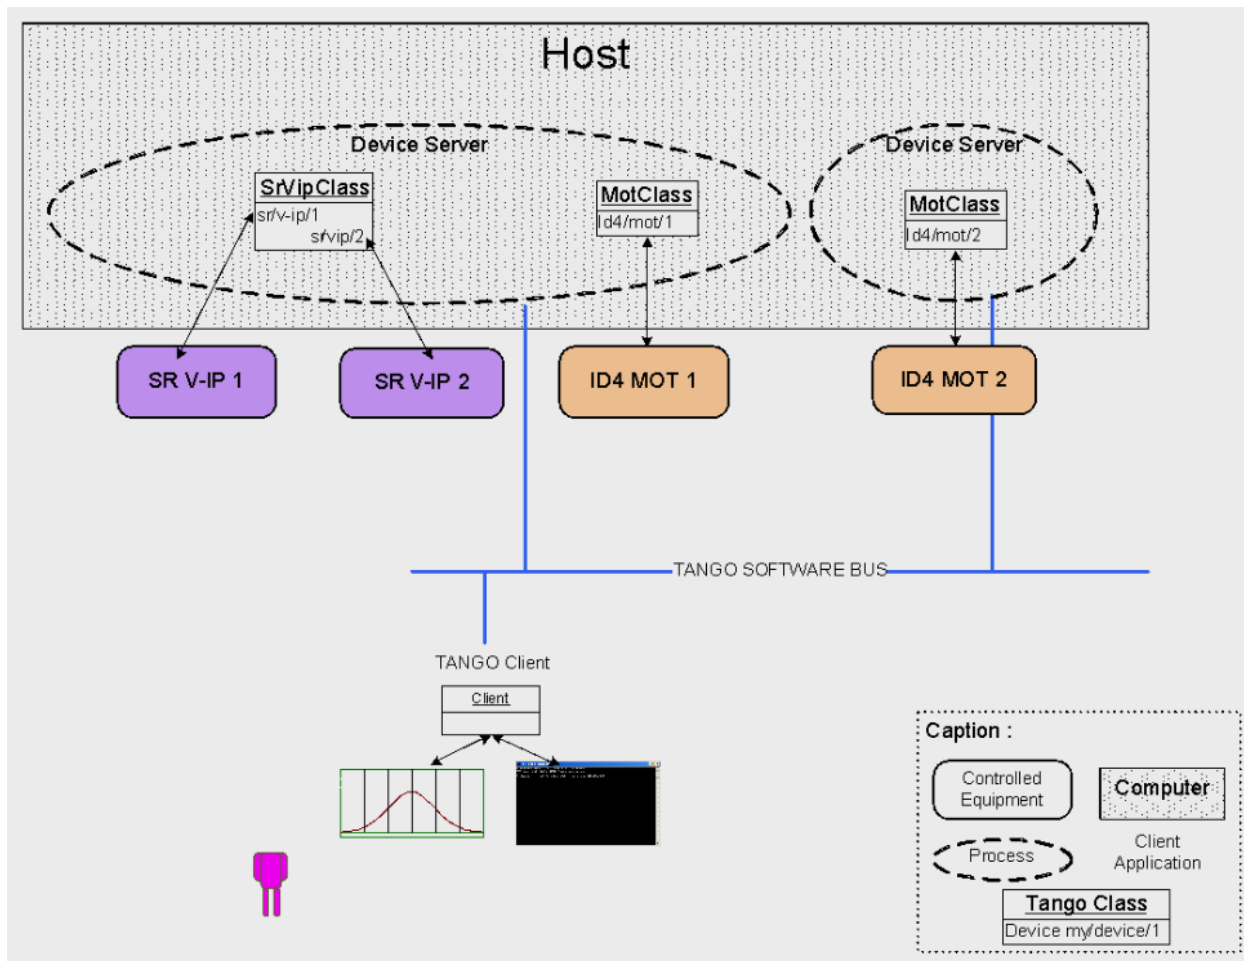 Host
Device Server
Device Server
SrVipClass
sr/v-ip/1
srvip/2
MotClass
Id4/mot/1
MotClass
Id4/mot/2
SR V-IP 1
SR V-IP 2
ID4 MOT 1
ID4 MOT 2
TANGO SOFTWARE BUS
TANGO Client
Client
Caption :
Controlled
Equipment
Computer
Process
Client
Application
Tango Class
Device my/device/1